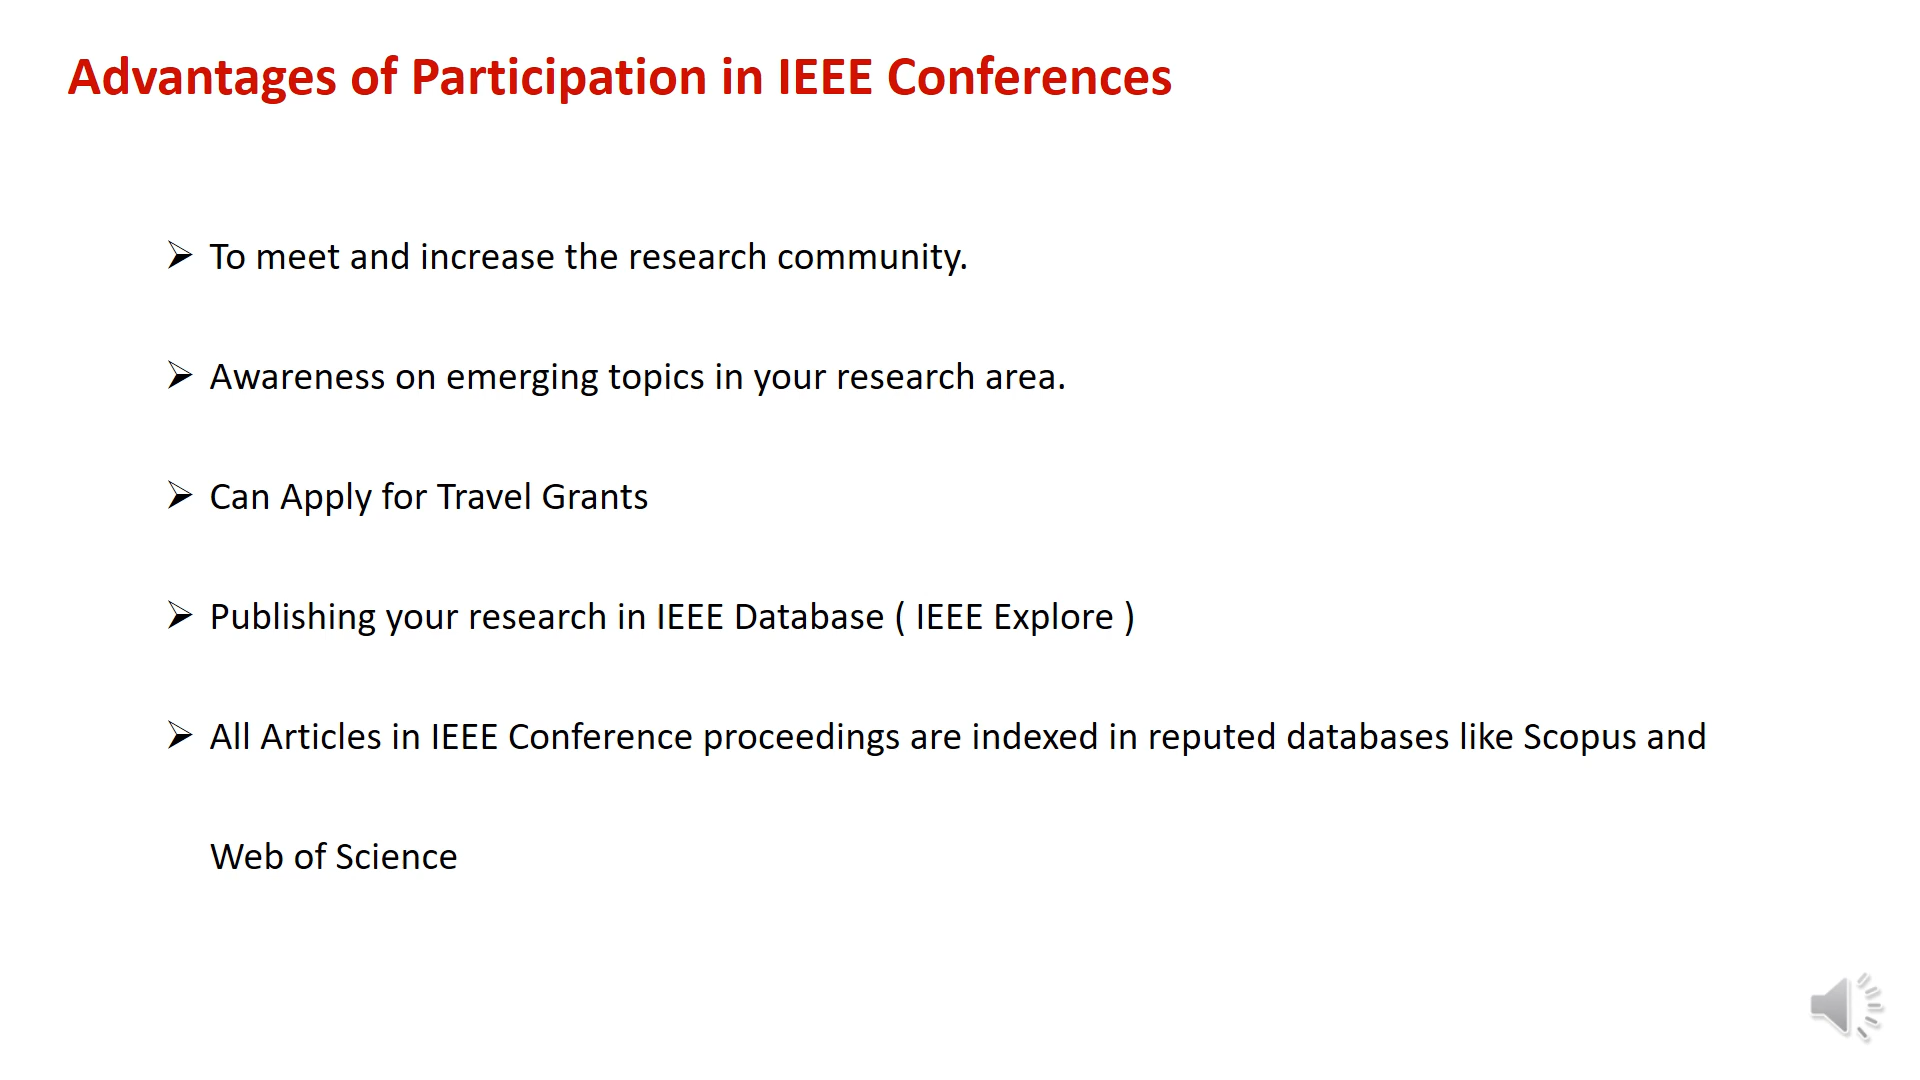 Advantages of Participation in IEEE Conferences
➢ To meet and increase the research community.
➢ Awareness on emerging topics in your research area.
➢ Can Apply for Travel Grants
➢ Publishing your research in IEEE Database ( IEEE Explore )
➢ All Articles in IEEE Conference proceedings are indexed in reputed databases like Scopus and
Web of Science